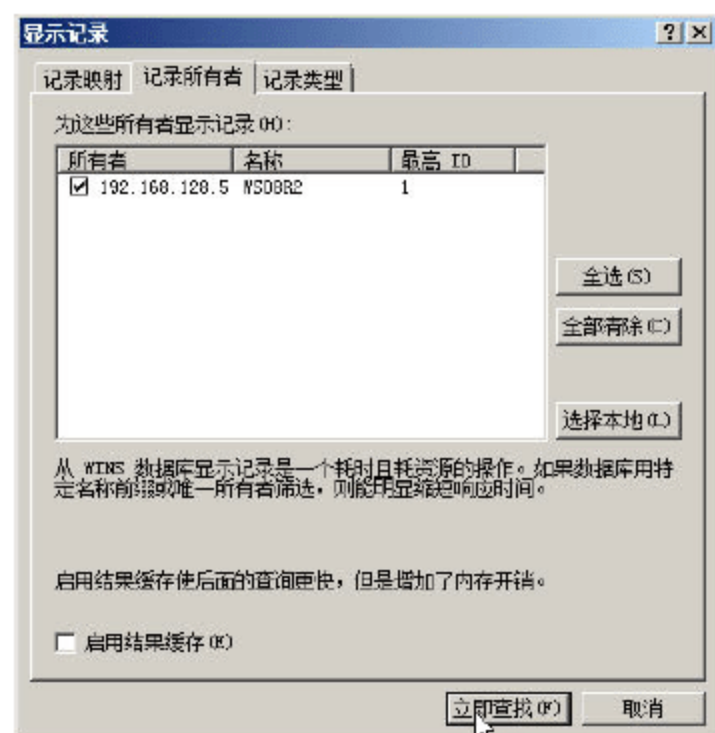 显示记录
记录映射 记录所有者 记录类型
为这些所有者显示记录(H):
所有者 名称 最高 ID
192.168.128.5 WSDBR2 1
全选(S)
全部清除(C)
选择本地(L)
从 WINS 数据库显示记录是一个耗时且耗资源的操作。如果数据库用特
定名称前缀或唯一所有者筛选，则能明显缩短响应时间。
启用结果缓存使后面的查询更快，但是增加了内存开销。
启用结果缓存(E)
立即查找(F) 取消